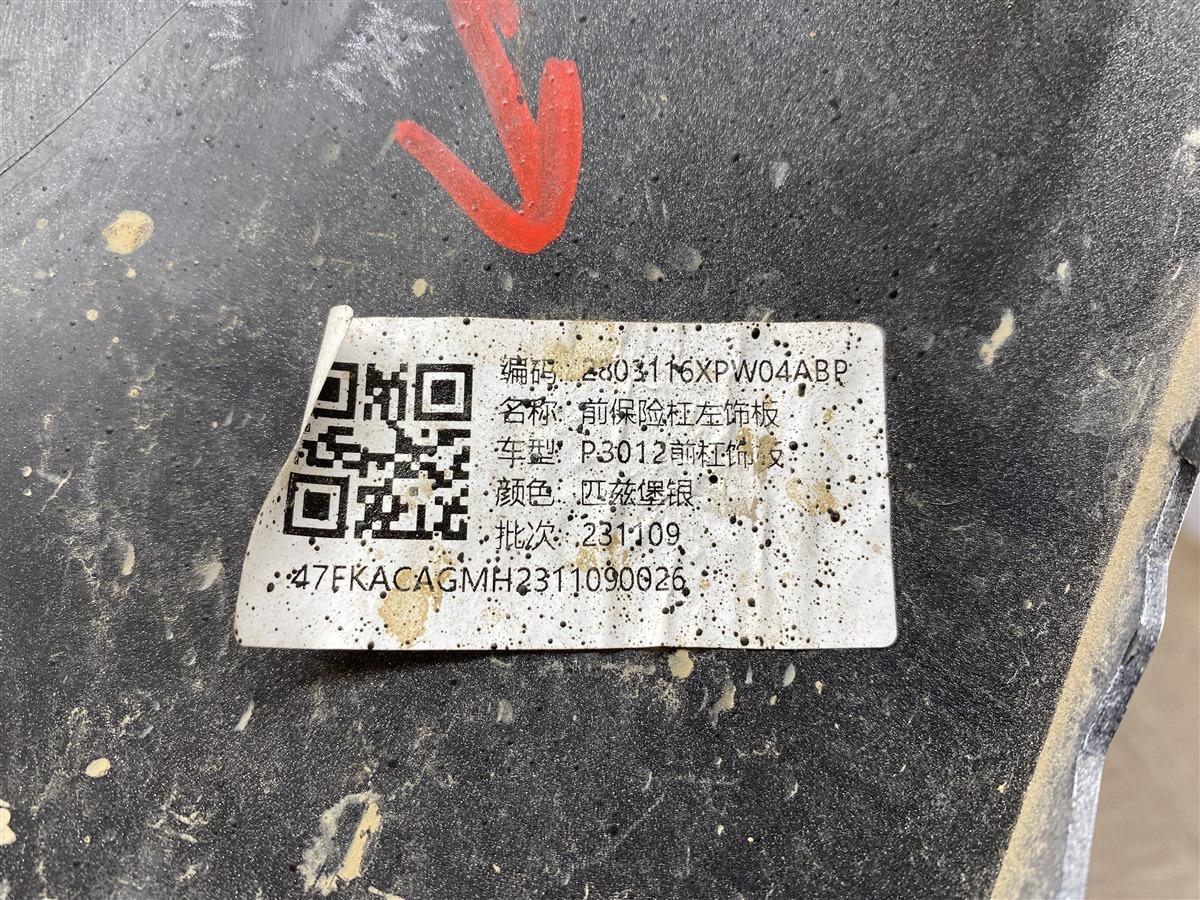 编码: 2803116XPW04ABP
名称: 前保险杠左饰板
车型: P3012前杠饰板
颜色: 匹兹堡银
批次: 231109
47FKACAGMH2311090026